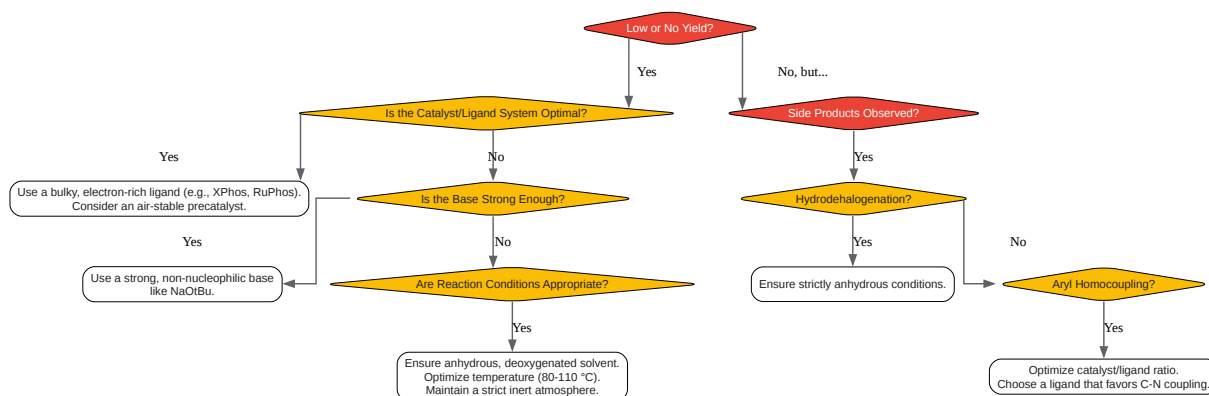 Low or No Yield?
Yes
No, but...
Is the Catalyst/Ligand System Optimal?
Side Products Observed?
Yes
No
Yes
Use a bulky, electron-rich ligand (e.g., XPhos, RuPhos).
Consider an air-stable precatalyst.
Is the Base Strong Enough?
Hydrodehalogenation?
Yes
No
Yes
No
Use a strong, non-nucleophilic base
like NaOtBu.
Are Reaction Conditions Appropriate?
Ensure strictly anhydrous conditions.
Aryl Homocoupling?
Yes
Yes
Ensure anhydrous, deoxygenated solvent.
Optimize temperature (80-110 °C).
Maintain a strict inert atmosphere.
Optimize catalyst/ligand ratio.
Choose a ligand that favors C-N coupling.